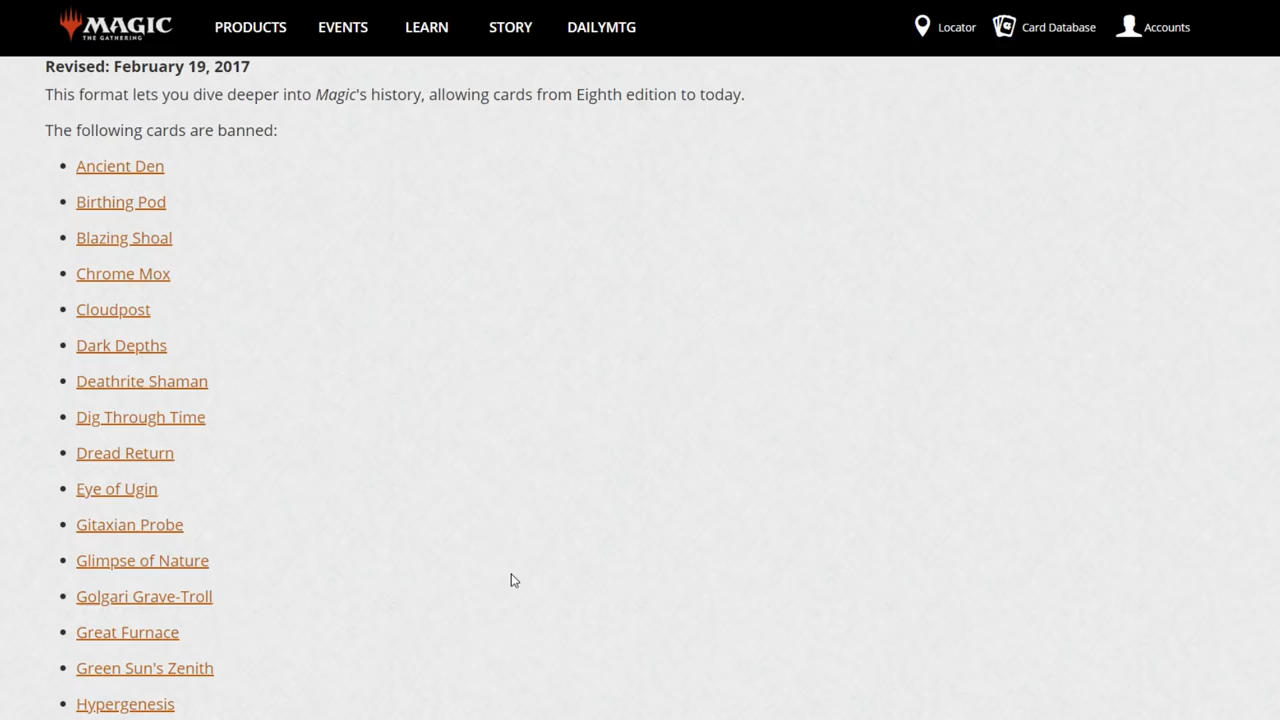 MAGIC
THE GATHERING
PRODUCTS EVENTS LEARN STORY DAILYMTG Locator Card Database Accounts
Revised: February 19, 2017
This format lets you dive deeper into Magic's history, allowing cards from Eighth edition to today.
The following cards are banned:
Ancient Den
Birthing Pod
Blazing Shoal
Chrome Mox
Cloudpost
Dark Depths
Deathrite Shaman
Dig Through Time
Dread Return
Eye of Ugin
Gitaxian Probe
Glimpse of Nature
Golgari Grave-Troll
Great Furnace
Green Sun's Zenith
Hypergenesis